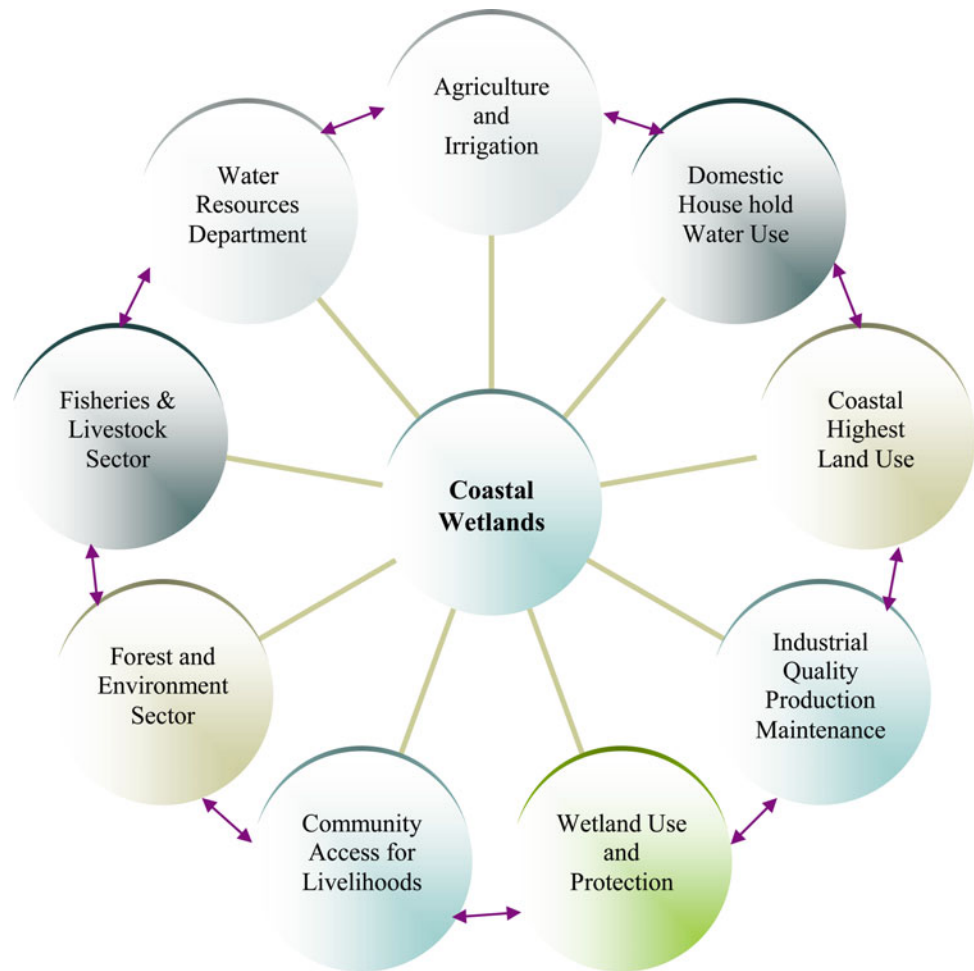 Agriculture
and
Irrigation
Domestic
House hold
Water Use
Coastal
Highest
Land Use
Industrial
Quality
Production
Maintenance
Wetland Use
and
Protection
Community
Access for
Livelihoods
Forest and
Environment
Sector
Fisheries &
Livestock
Sector
Water
Resources
Department
Coastal
Wetlands